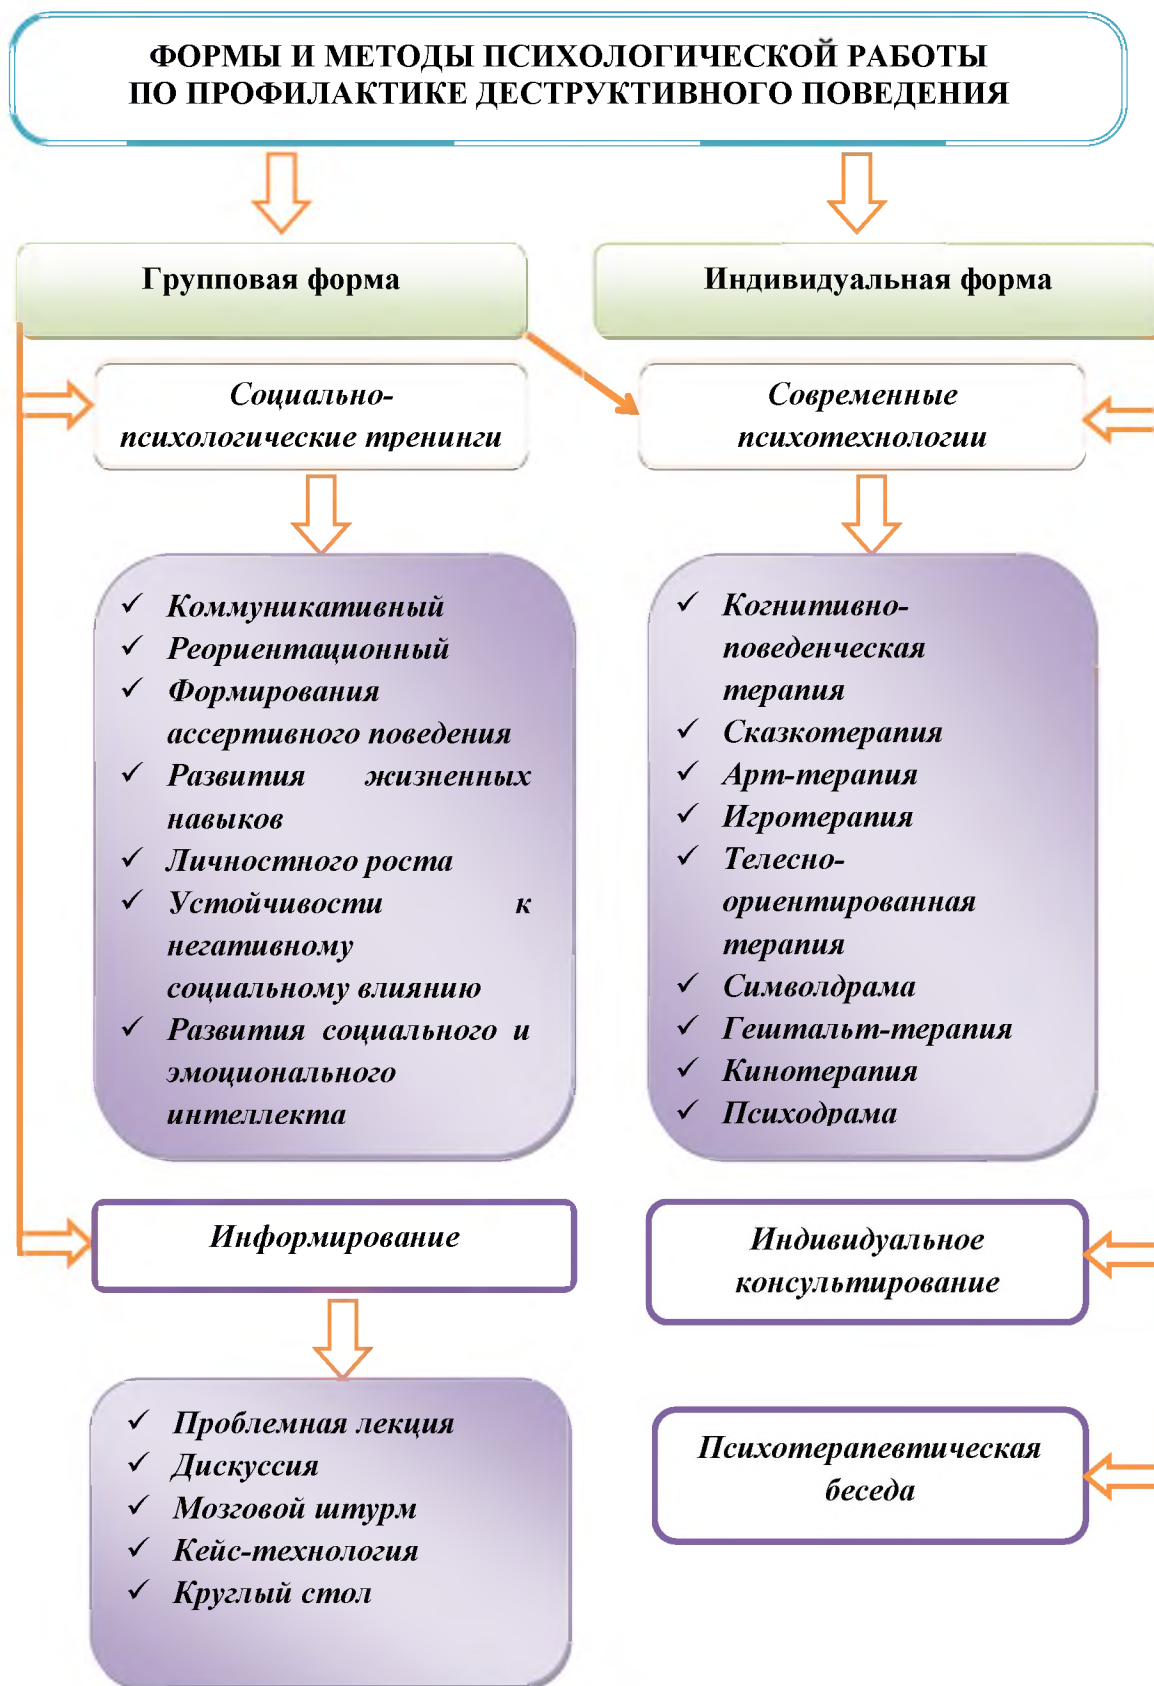 ФОРМЫ И МЕТОДЫ ПСИХОЛОГИЧЕСКОЙ РАБОТЫ
ПО ПРОФИЛАКТИКЕ ДЕСТРУКТИВНОГО ПОВЕДЕНИЯ
Групповая форма
Индивидуальная форма
Социально-
психологические тренинги
Современные
психотехнологии
✓ Коммуникативный
✓ Реориентационный
✓ Формирования
ассертивного поведения
✓ Развития жизненных
навыков
✓ Личностного роста
✓ Устойчивости к
негативному
социальному влиянию
✓ Развития социального и
эмоционального
интеллекта
✓ Когнитивно-
поведенческая
терапия
✓ Сказкотерапия
✓ Арт-терапия
✓ Игротерапия
✓ Телесно-
ориентированная
терапия
✓ Символдрама
✓ Гештальт-терапия
✓ Кинотерапия
✓ Психодрама
Информирование
Индивидуальное
консультирование
✓ Проблемная лекция
✓ Дискуссия
✓ Мозговой штурм
✓ Кейс-технология
✓ Круглый стол
Психотерапевтическая
беседа